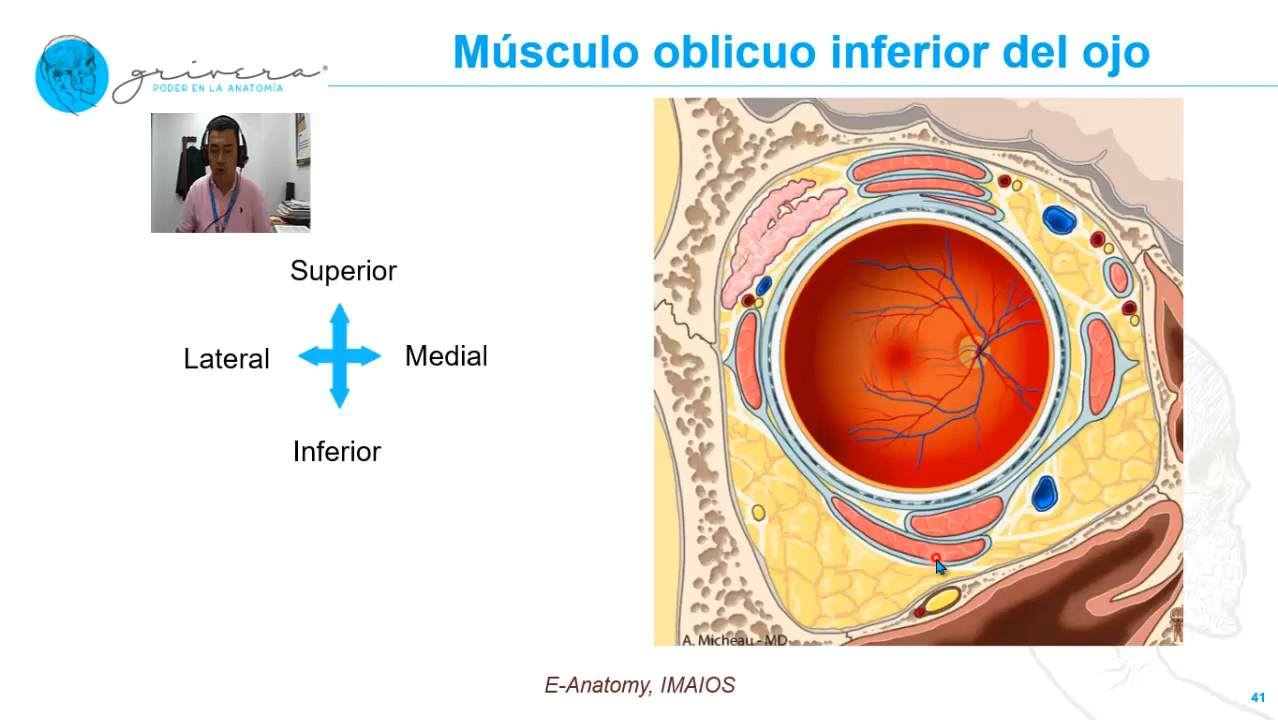 Músculo oblicuo inferior del ojo
grivera®
PODER EN LA ANATOMÍA
Superior
Lateral
Medial
Inferior
A. Micheau - MD
E-Anatomy, IMAIOS
41